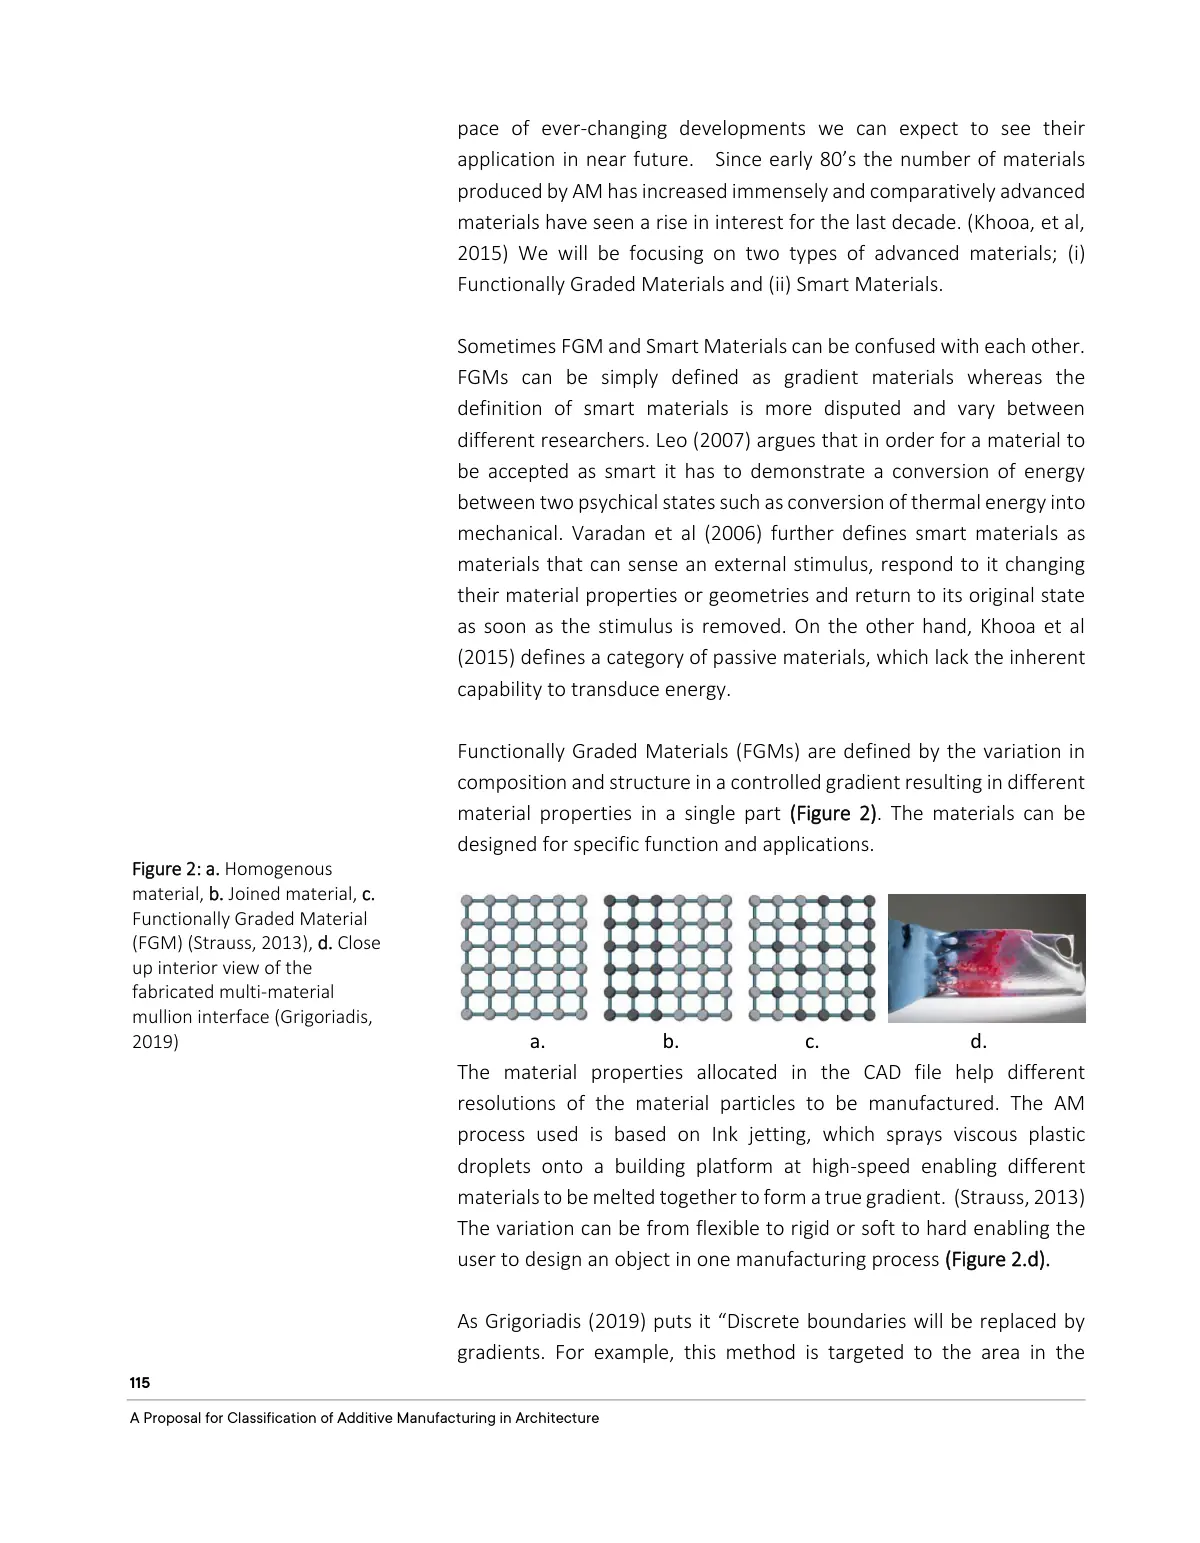 pace of ever-changing developments we can expect to see their
application in near future.   Since early 80’s the number of materials
produced by AM has increased immensely and comparatively advanced
materials have seen a rise in interest for the last decade. (Khooa, et al,
2015) We will be focusing on two types of advanced materials; (i)
Functionally Graded Materials and (ii) Smart Materials.
Sometimes FGM and Smart Materials can be confused with each other.
FGMs can be simply defined as gradient materials whereas the
definition of smart materials is more disputed and vary between
different researchers. Leo (2007) argues that in order for a material to
be accepted as smart it has to demonstrate a conversion of energy
between two psychical states such as conversion of thermal energy into
mechanical. Varadan et al (2006) further defines smart materials as
materials that can sense an external stimulus, respond to it changing
their material properties or geometries and return to its original state
as soon as the stimulus is removed. On the other hand, Khooa et al
(2015) defines a category of passive materials, which lack the inherent
capability to transduce energy.
Functionally Graded Materials (FGMs) are defined by the variation in
composition and structure in a controlled gradient resulting in different
material properties in a single part (Figure 2). The materials can be
designed for specific function and applications.
Figure 2: a. Homogenous
material, b. Joined material, c.
Functionally Graded Material
(FGM) (Strauss, 2013), d. Close
up interior view of the
fabricated multi-material
mullion interface (Grigoriadis,
2019)
a. b. c. d.
The material properties allocated in the CAD file help different
resolutions of the material particles to be manufactured. The AM
process used is based on Ink jetting, which sprays viscous plastic
droplets onto a building platform at high-speed enabling different
materials to be melted together to form a true gradient.  (Strauss, 2013)
The variation can be from flexible to rigid or soft to hard enabling the
user to design an object in one manufacturing process (Figure 2.d).
As Grigoriadis (2019) puts it “Discrete boundaries will be replaced by
gradients. For example, this method is targeted to the area in the
115
A Proposal for Classification of Additive Manufacturing in Architecture